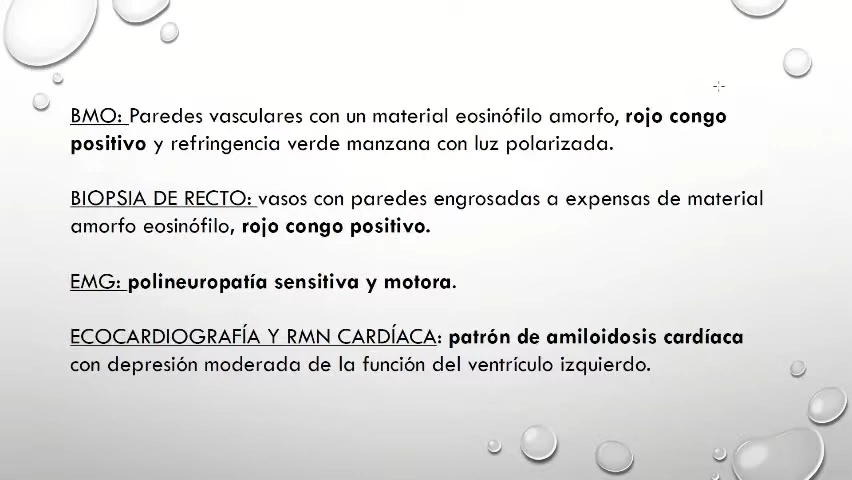 BMO: Paredes vasculares con un material eosinófilo amorfo, rojo congo
positivo y refringencia verde manzana con luz polarizada.
BIOPSIA DE RECTO: vasos con paredes engrosadas a expensas de material
amorfo eosinófilo, rojo congo positivo.
EMG: polineuropatía sensitiva y motora.
ECOCARDIOGRAFÍA Y RMN CARDÍACA: patrón de amiloidosis cardíaca
con depresión moderada de la función del ventrículo izquierdo.